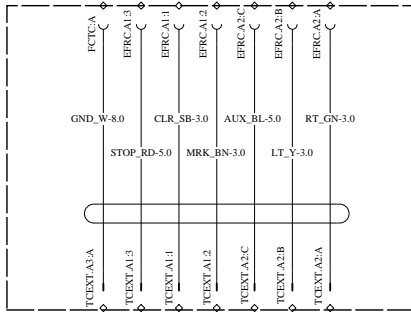 FCTC:A
EFRC.A1:3
EFRC.A1:1
EFRC.A1:2
EFRC.A2:C
EFRC.A2:B
EFRC.A2:A
GND_W-8.0
CLR_SB-3.0
AUX_BL-5.0
RT_GN-3.0
STOP_RD-5.0
MRK_BN-3.0
LT_Y-3.0
TCEXT.A3:A
TCEXT.A1:3
TCEXT.A1:1
TCEXT.A1:2
TCEXT.A2:C
TCEXT.A2:B
TCEXT.A2:A